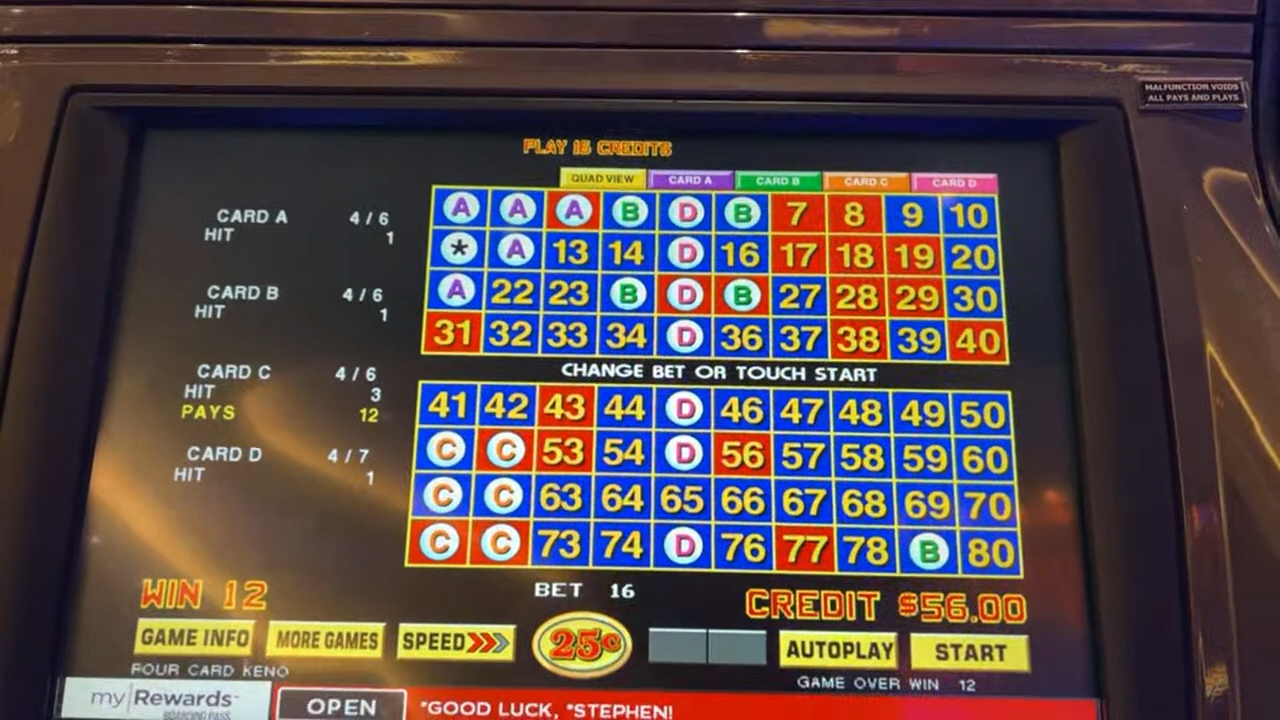 MALFUNCTION VOIDS
ALL PAYS AND PLAYS
PLAY 16 CREDITS
QUAD VIEW CARD A CARD B CARD C CARD D
CARD A 4/6
HIT 1
CARD B 4/6
HIT 1
CARD C 4/6
HIT 3
PAYS 12
CARD D 4/7
HIT 1
A A A B D B 7 8 9 10
* A 13 14 D 16 17 18 19 20
A 22 23 B D B 27 28 29 30
31 32 33 34 D 36 37 38 39 40
CHANGE BET OR TOUCH START
41 42 43 44 D 46 47 48 49 50
C C 53 54 D 56 57 58 59 60
C C 63 64 65 66 67 68 69 70
C C 73 74 D 76 77 78 B 80
WIN 12
BET 16
CREDIT $56.00
GAME INFO MORE GAMES SPEED 25¢ AUTOPLAY START
FOUR CARD KENO
GAME OVER WIN 12
my|Rewards™
BOARDING PASS
OPEN
*GOOD LUCK, *STEPHEN!